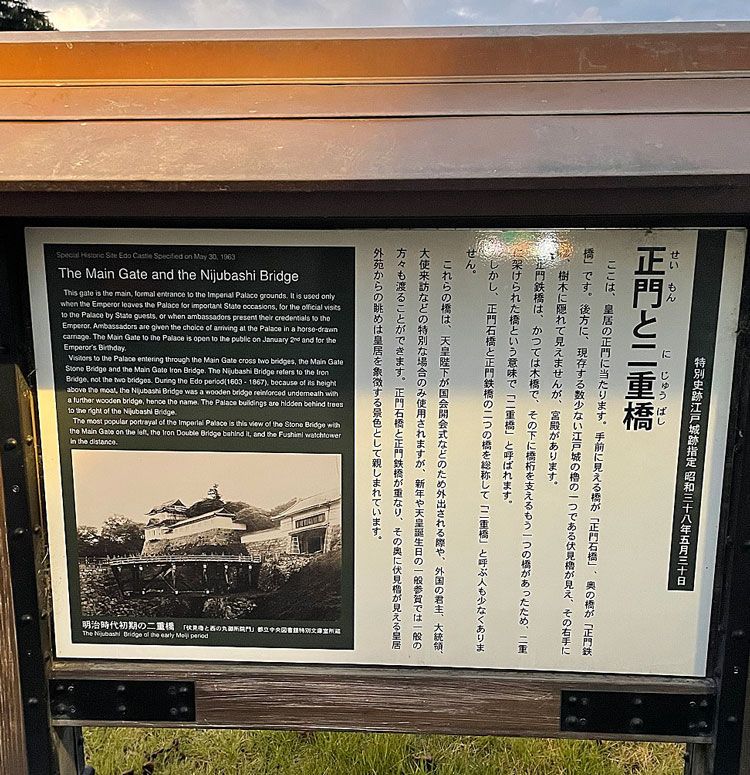 Special Historic Site Edo Castle Specified on May 30, 1963
The Main Gate and the Nijubashi Bridge
This gate is the main, formal entrance to the Imperial Palace grounds. It is used only
when the Emperor leaves the Palace for important State occasions, for the official visits
to the Palace by State guests, or when ambassadors present their credentials to the
Emperor. Ambassadors are given the choice of arriving at the Palace in a horse-drawn
carriage. The Main Gate to the Palace is open to the public on January 2nd and for the
Emperor's Birthday.
Visitors to the Palace entering through the Main Gate cross two bridges, the Main Gate
Stone Bridge and the Main Gate Iron Bridge. The Nijubashi Bridge refers to the Iron
Bridge, not the two bridges. During the Edo period(1603 - 1867), because of its height
above the moat, the Nijubashi Bridge was a wooden bridge reinforced underneath with
a further wooden bridge, hence the name. The Palace buildings are hidden behind trees
to the right of the Nijubashi Bridge.
The most popular portrayal of the Imperial Palace is this view of the Stone Bridge with
the Main Gate on the left, the Iron Double Bridge behind it, and the Fushimi watchtower
in the distance.
明治時代初期の二重橋 「伏見櫓と西の丸御所院門」都立中央図書館特別文庫室所蔵
The Nijubashi Bridge of the early Meiji period
特別史跡江戸城跡指定 昭和三十八年五月三十日
せい もん に じゅう ばし
正門と二重橋
ここは、皇居の正門に当たります。手前に見える橋が「正門石橋」、奥の橋が「正門鉄
橋」です。後方に、現存する数少ない江戸城の櫓の一つである伏見櫓が見え、その右手に
は、樹木に隠れて見えませんが、宮殿があります。
正門鉄橋は、かつては木橋で、その下に橋桁を支えるもう一つの橋があったため、二重
に架けられた橋という意味で「二重橋」と呼ばれます。
しかし、正門石橋と正門鉄橋の二つの橋を総称して「二重橋」と呼ぶ人も少なくありま
せん。
これらの橋は、天皇陛下が国会開会式などのため外出される際や、外国の君主、大統領、
大使来訪などの特別な場合のみ使用されますが、新年や天皇誕生日の一般参賀では一般の
方々も渡ることができます。正門石橋と正門鉄橋が重なり、その奥に伏見櫓が見える皇居
外苑からの眺めは皇居を象徴する景色として親しまれています。